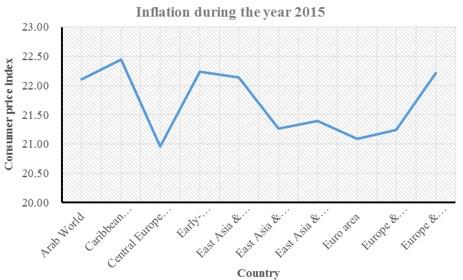 Inflation during the year 2015
Consumer price index
23.00
22.50
22.00
21.50
21.00
20.50
20.00
Arab World
Caribbean…
Central Europe…
Early-…
East Asia &…
East Asia &…
East Asia &…
Euro area
Europe &…
Europe &…
Country